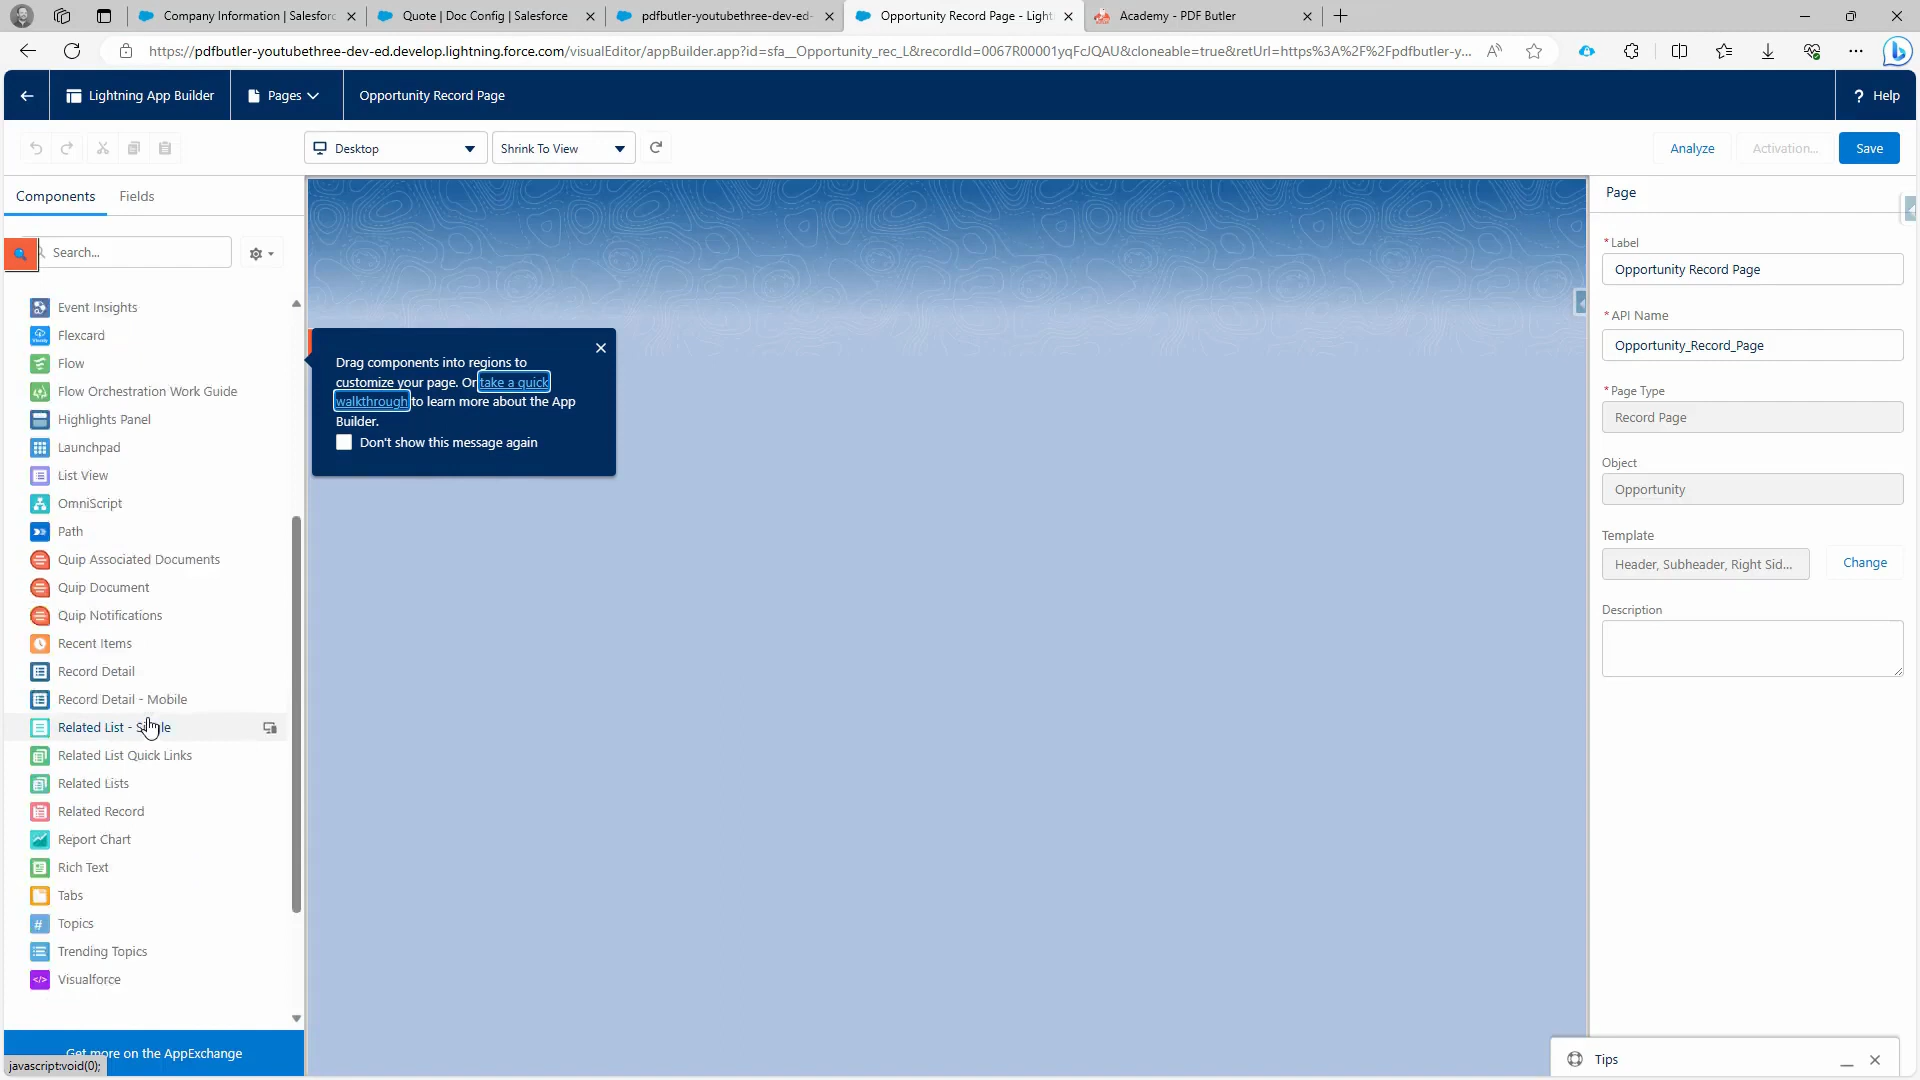 Company Information | Salesforc
Quote | Doc Config | Salesforce
pdfbutler-youtubethree-dev-ed-
Opportunity Record Page - Light
Academy - PDF Butler
https://pdfbutler-youtubethree-dev-ed.develop.lightning.force.com/visualEditor/appBuilder.app?id=sfa__Opportunity_rec_L&recordId=0067R00001yqFcJQAU&cloneable=true&retUrl=https%3A%2F%2Fpdfbutler-y...
Lightning App Builder
Pages
Opportunity Record Page
? Help
Desktop
Shrink To View
Analyze
Activation...
Save
Components
Fields
Search...
Event Insights
Flexcard
Flow
Flow Orchestration Work Guide
Highlights Panel
Launchpad
List View
OmniScript
Path
Quip Associated Documents
Quip Document
Quip Notifications
Recent Items
Record Detail
Record Detail - Mobile
Related List -
Related List Quick Links
Related Lists
Related Record
Report Chart
Rich Text
Tabs
Topics
Trending Topics
Visualforce
Get more on the AppExchange
javascript:void(0);
Drag components into regions to
customize your page. Or take a quick
walkthrough to learn more about the App
Builder.
Don't show this message again
Page
* Label
Opportunity Record Page
* API Name
Opportunity_Record_Page
* Page Type
Record Page
Object
Opportunity
Template
Header, Subheader, Right Sid...
Change
Description
Tips